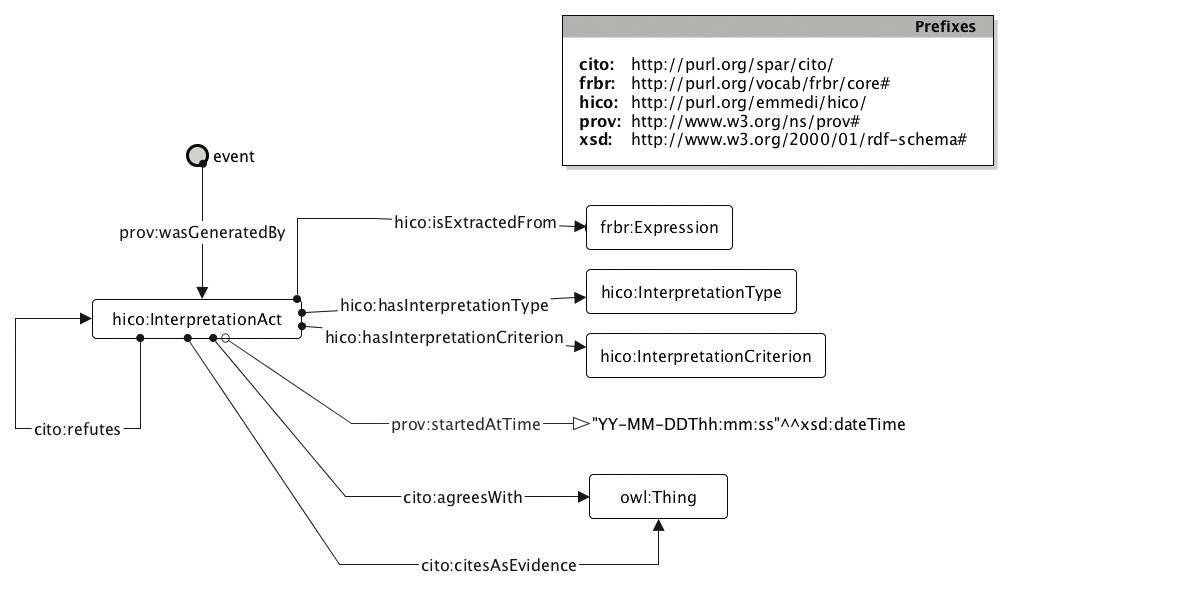 Prefixes
cito: http://purl.org/spar/cito/
frbr: http://purl.org/vocab/frbr/core#
hico: http://purl.org/emmedi/hico/
prov: http://www.w3.org/ns/prov#
xsd: http://www.w3.org/2000/01/rdf-schema#
event
prov:wasGeneratedBy
hico:isExtractedFrom
frbr:Expression
hico:hasInterpretationType
hico:InterpretationType
hico:InterpretationAct
hico:hasInterpretationCriterion
hico:InterpretationCriterion
cito:refutes
prov:startedAtTime
"YY-MM-DDThh:mm:ss"^^xsd:dateTime
cito:agreesWith
owl:Thing
cito:citesAsEvidence